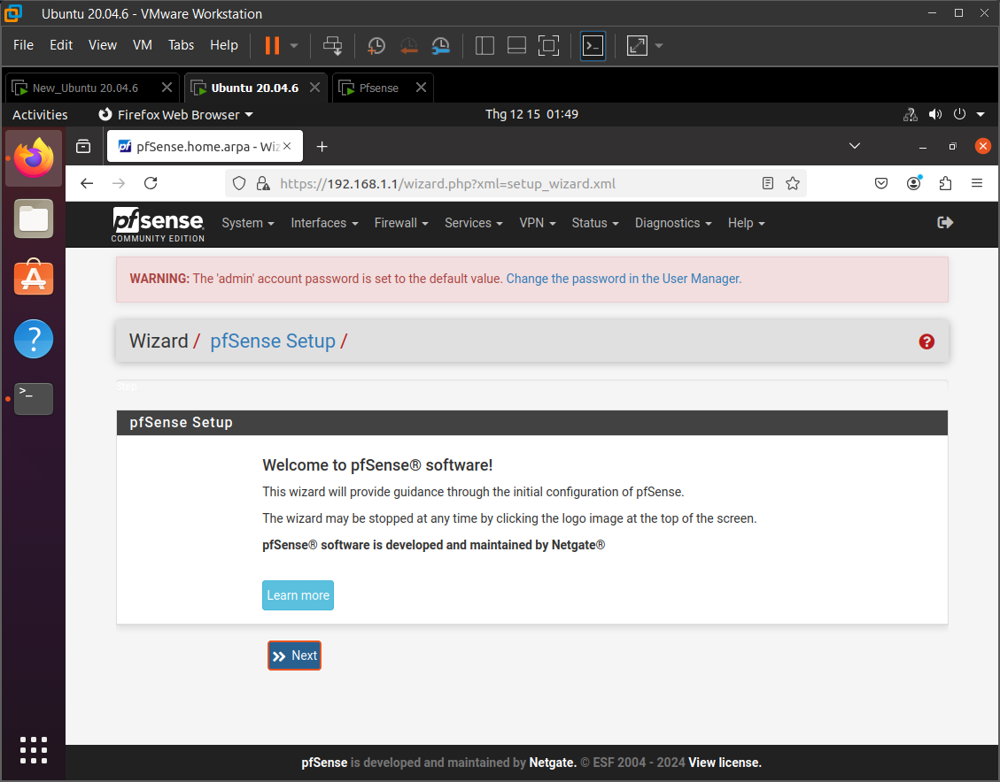 Ubuntu 20.04.6 - VMware Workstation
File Edit View VM Tabs Help
New_Ubuntu 20.04.6 Ubuntu 20.04.6 Pfsense
Activities Firefox Web Browser Thg 12 15 01:49
pfSense.home.arpa - Wiz
https://192.168.1.1/wizard.php?xml=setup_wizard.xml
pfsense
COMMUNITY EDITION
System Interfaces Firewall Services VPN Status Diagnostics Help
WARNING: The 'admin' account password is set to the default value. Change the password in the User Manager.
Wizard / pfSense Setup /
Step
pfSense Setup
Welcome to pfSense® software!
This wizard will provide guidance through the initial configuration of pfSense.
The wizard may be stopped at any time by clicking the logo image at the top of the screen.
pfSense® software is developed and maintained by Netgate®
Learn more
Next
pfSense is developed and maintained by Netgate. © ESF 2004 - 2024 View license.